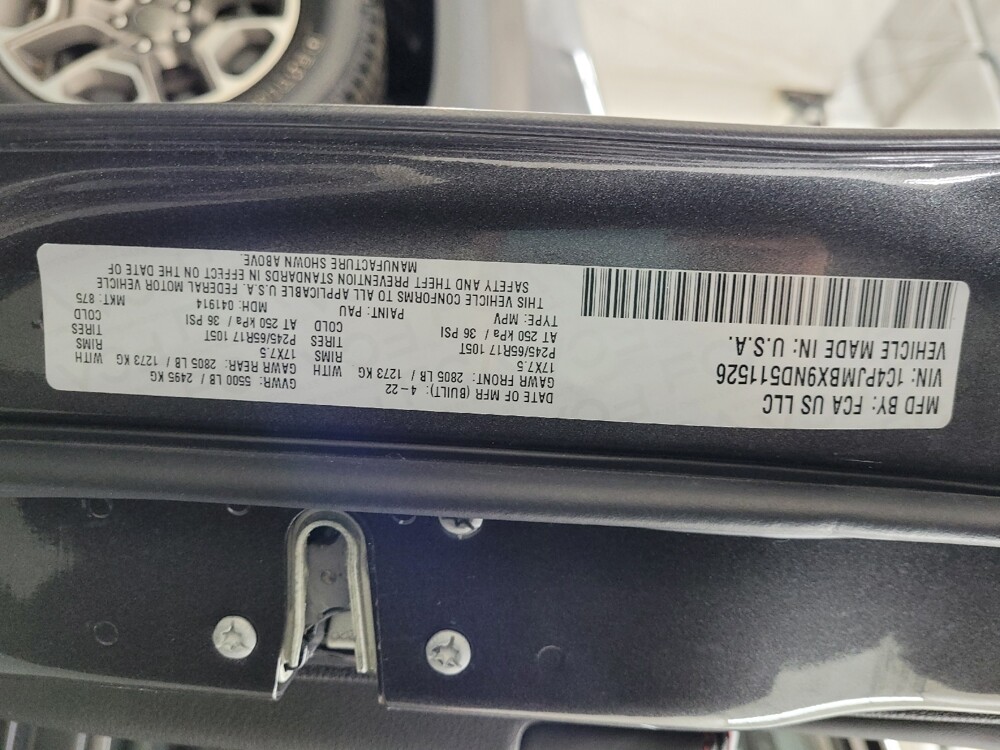 MFD BY: FCA US LLC
VIN: 1C4PJMBX9ND511526
VEHICLE MADE IN: U.S.A.
DATE OF MFR (BUILT): 4-22
GVWR: 5500 LB / 2495 KG
GAWR FRONT: 2805 LB / 1273 KG WITH
GAWR REAR: 2805 LB / 1273 KG WITH
17X7.5 RIMS
17X7.5 RIMS
P245/65R17 105T TIRES
P245/65R17 105T TIRES
AT 250 kPa / 36 PSI COLD
AT 250 kPa / 36 PSI COLD
TYPE: MPV PAINT: PAU MDH: 041914 MKT: 875
THIS VEHICLE CONFORMS TO ALL APPLICABLE U.S.A. FEDERAL MOTOR VEHICLE
SAFETY AND THEFT PREVENTION STANDARDS IN EFFECT ON THE DATE OF
MANUFACTURE SHOWN ABOVE.